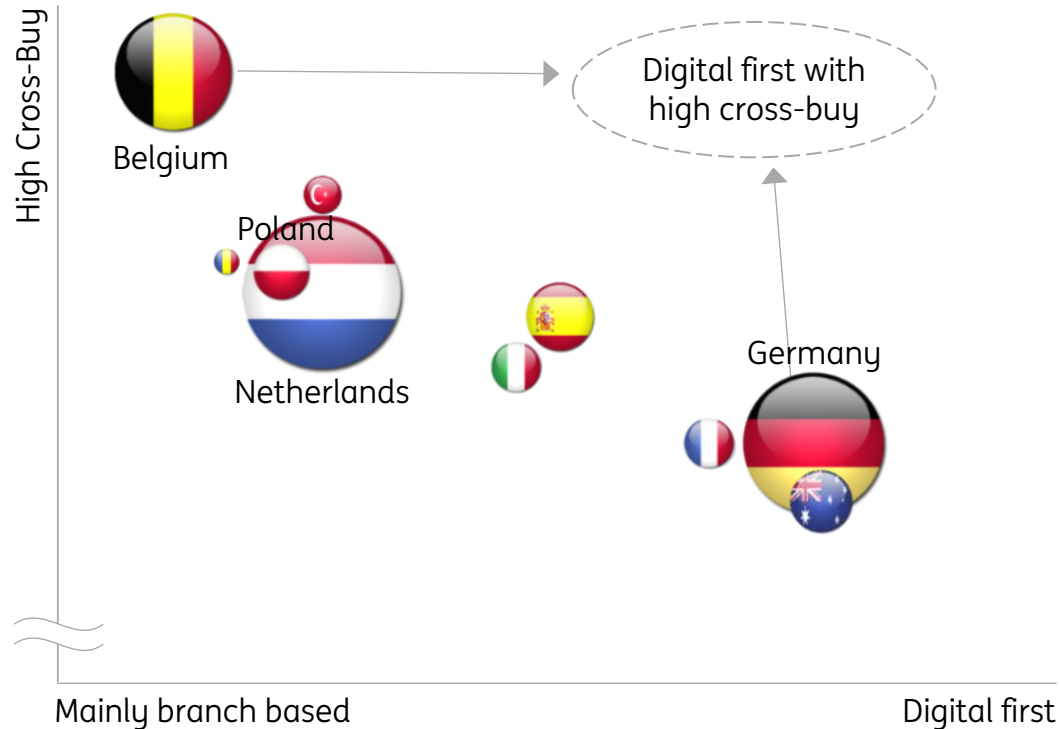 High Cross-Buy
Digital first with
high cross-buy
Belgium
Poland
Netherlands
Germany
Mainly branch based
Digital first